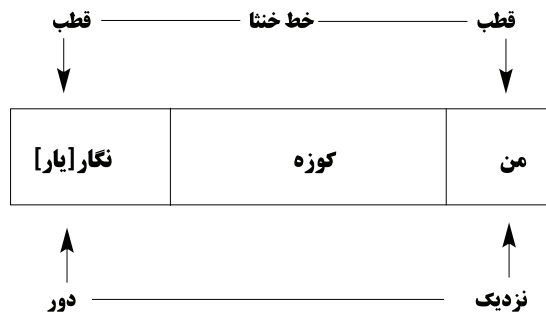 قطب خط خنثا قطب
من کوزه نگار[یار]
نزدیک دور